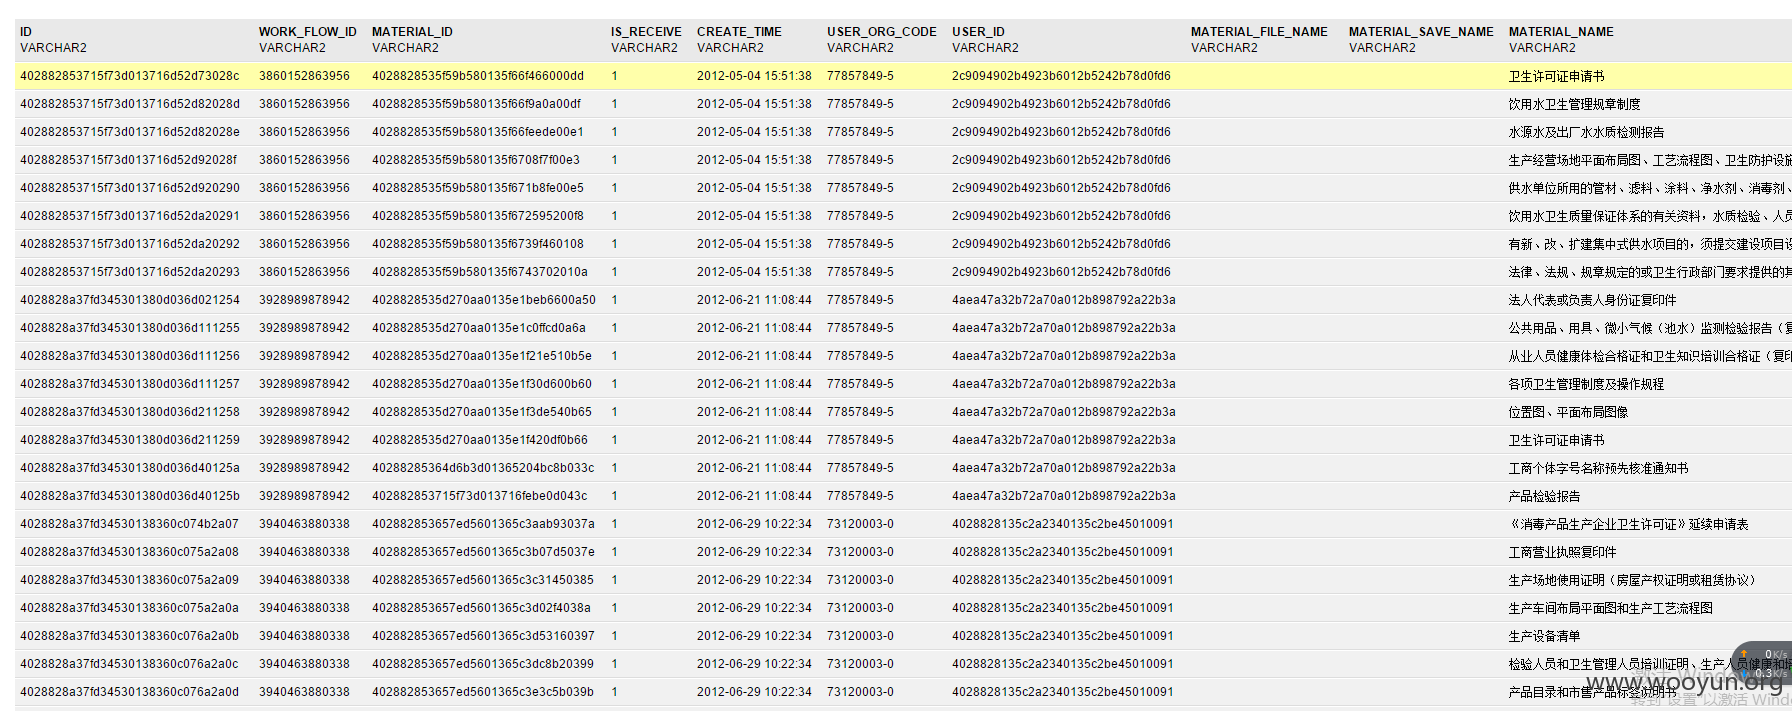 ID WORK_FLOW_ID MATERIAL_ID IS_RECEIVE CREATE_TIME USER_ORG_CODE USER_ID MATERIAL_FILE_NAME MATERIAL_SAVE_NAME MATERIAL_NAME
VARCHAR2 VARCHAR2 VARCHAR2 VARCHAR2 VARCHAR2 VARCHAR2 VARCHAR2 VARCHAR2 VARCHAR2 VARCHAR2
402882853715f73d013716d52d73028c 3860152863956 4028828535f59b580135f66f466000dd 1 2012-05-04 15:51:38 77857849-5 2c9094902b4923b6012b5242b78d0fd6 卫生许可证申请书
402882853715f73d013716d52d82028d 3860152863956 4028828535f59b580135f66f9a0a00df 1 2012-05-04 15:51:38 77857849-5 2c9094902b4923b6012b5242b78d0fd6 饮用水卫生管理规章制度
402882853715f73d013716d52d82028e 3860152863956 4028828535f59b580135f66feede00e1 1 2012-05-04 15:51:38 77857849-5 2c9094902b4923b6012b5242b78d0fd6 水源水及出厂水水质检测报告
402882853715f73d013716d52d92028f 3860152863956 4028828535f59b580135f6708f7f00e3 1 2012-05-04 15:51:38 77857849-5 2c9094902b4923b6012b5242b78d0fd6 生产经营场地平面布局图、工艺流程图、卫生防护设施
402882853715f73d013716d52d920290 3860152863956 4028828535f59b580135f671b8fe00e5 1 2012-05-04 15:51:38 77857849-5 2c9094902b4923b6012b5242b78d0fd6 供水单位所用的管材、滤料、涂料、净水剂、消毒剂、
402882853715f73d013716d52da20291 3860152863956 4028828535f59b580135f672595200f8 1 2012-05-04 15:51:38 77857849-5 2c9094902b4923b6012b5242b78d0fd6 饮用水卫生质量保证体系的有关资料，水质检验、人员
402882853715f73d013716d52da20292 3860152863956 4028828535f59b580135f6739f460108 1 2012-05-04 15:51:38 77857849-5 2c9094902b4923b6012b5242b78d0fd6 有新、改、扩建集中式供水项目的，须提交建设项目设
402882853715f73d013716d52da20293 3860152863956 4028828535f59b580135f6743702010a 1 2012-05-04 15:51:38 77857849-5 2c9094902b4923b6012b5242b78d0fd6 法律、法规、规章规定的或卫生行政部门要求提供的其
4028828a37fd345301380d036d021254 3928989878942 4028828535d270aa0135e1beb6600a50 1 2012-06-21 11:08:44 77857849-5 4aea47a32b72a70a012b898792a22b3a 法人代表或负责人身份证复印件
4028828a37fd345301380d036d111255 3928989878942 4028828535d270aa0135e1c0ffcd0a6a 1 2012-06-21 11:08:44 77857849-5 4aea47a32b72a70a012b898792a22b3a 公共用品、用具、微小气候（池水）监测检验报告（复
4028828a37fd345301380d036d111256 3928989878942 4028828535d270aa0135e1f21e510b5e 1 2012-06-21 11:08:44 77857849-5 4aea47a32b72a70a012b898792a22b3a 从业人员健康体检合格证和卫生知识培训合格证（复印
4028828a37fd345301380d036d111257 3928989878942 4028828535d270aa0135e1f30d600b60 1 2012-06-21 11:08:44 77857849-5 4aea47a32b72a70a012b898792a22b3a 各项卫生管理制度及操作规程
4028828a37fd345301380d036d211258 3928989878942 4028828535d270aa0135e1f3de540b65 1 2012-06-21 11:08:44 77857849-5 4aea47a32b72a70a012b898792a22b3a 位置图、平面布局图像
4028828a37fd345301380d036d211259 3928989878942 4028828535d270aa0135e1f420df0b66 1 2012-06-21 11:08:44 77857849-5 4aea47a32b72a70a012b898792a22b3a 卫生许可证申请书
4028828a37fd345301380d036d40125a 3928989878942 40288285364d6b3d01365204bc8b033c 1 2012-06-21 11:08:44 77857849-5 4aea47a32b72a70a012b898792a22b3a 工商个体字号名称预先核准通知书
4028828a37fd345301380d036d40125b 3928989878942 402882853715f73d013716febe0d043c 1 2012-06-21 11:08:44 77857849-5 4aea47a32b72a70a012b898792a22b3a 产品检验报告
4028828a37fd34530138360c074b2a07 3940463880338 402882853657ed5601365c3aab93037a 1 2012-06-29 10:22:34 73120003-0 4028828135c2a2340135c2be45010091 《消毒产品生产企业卫生许可证》延续申请表
4028828a37fd34530138360c075a2a08 3940463880338 402882853657ed5601365c3b07d5037e 1 2012-06-29 10:22:34 73120003-0 4028828135c2a2340135c2be45010091 工商营业执照复印件
4028828a37fd34530138360c075a2a09 3940463880338 402882853657ed5601365c3c31450385 1 2012-06-29 10:22:34 73120003-0 4028828135c2a2340135c2be45010091 生产场地使用证明（房屋产权证明或租赁协议）
4028828a37fd34530138360c075a2a0a 3940463880338 402882853657ed5601365c3d02f4038a 1 2012-06-29 10:22:34 73120003-0 4028828135c2a2340135c2be45010091 生产车间布局平面图和生产工艺流程图
4028828a37fd34530138360c076a2a0b 3940463880338 402882853657ed5601365c3d53160397 1 2012-06-29 10:22:34 73120003-0 4028828135c2a2340135c2be45010091 生产设备清单
4028828a37fd34530138360c076a2a0c 3940463880338 402882853657ed5601365c3dc8b20399 1 2012-06-29 10:22:34 73120003-0 4028828135c2a2340135c2be45010091 检验人员和卫生管理人员培训证明、生产人员健康和培
4028828a37fd34530138360c076a2a0d 3940463880338 402882853657ed5601365c3e3c5b039b 1 2012-06-29 10:22:34 73120003-0 4028828135c2a2340135c2be45010091 产品目录和市售产品标签说明书
0K/s
0.3K/s
激活 Windows
www.wooyun.org
转到"设置"以激活 Wind